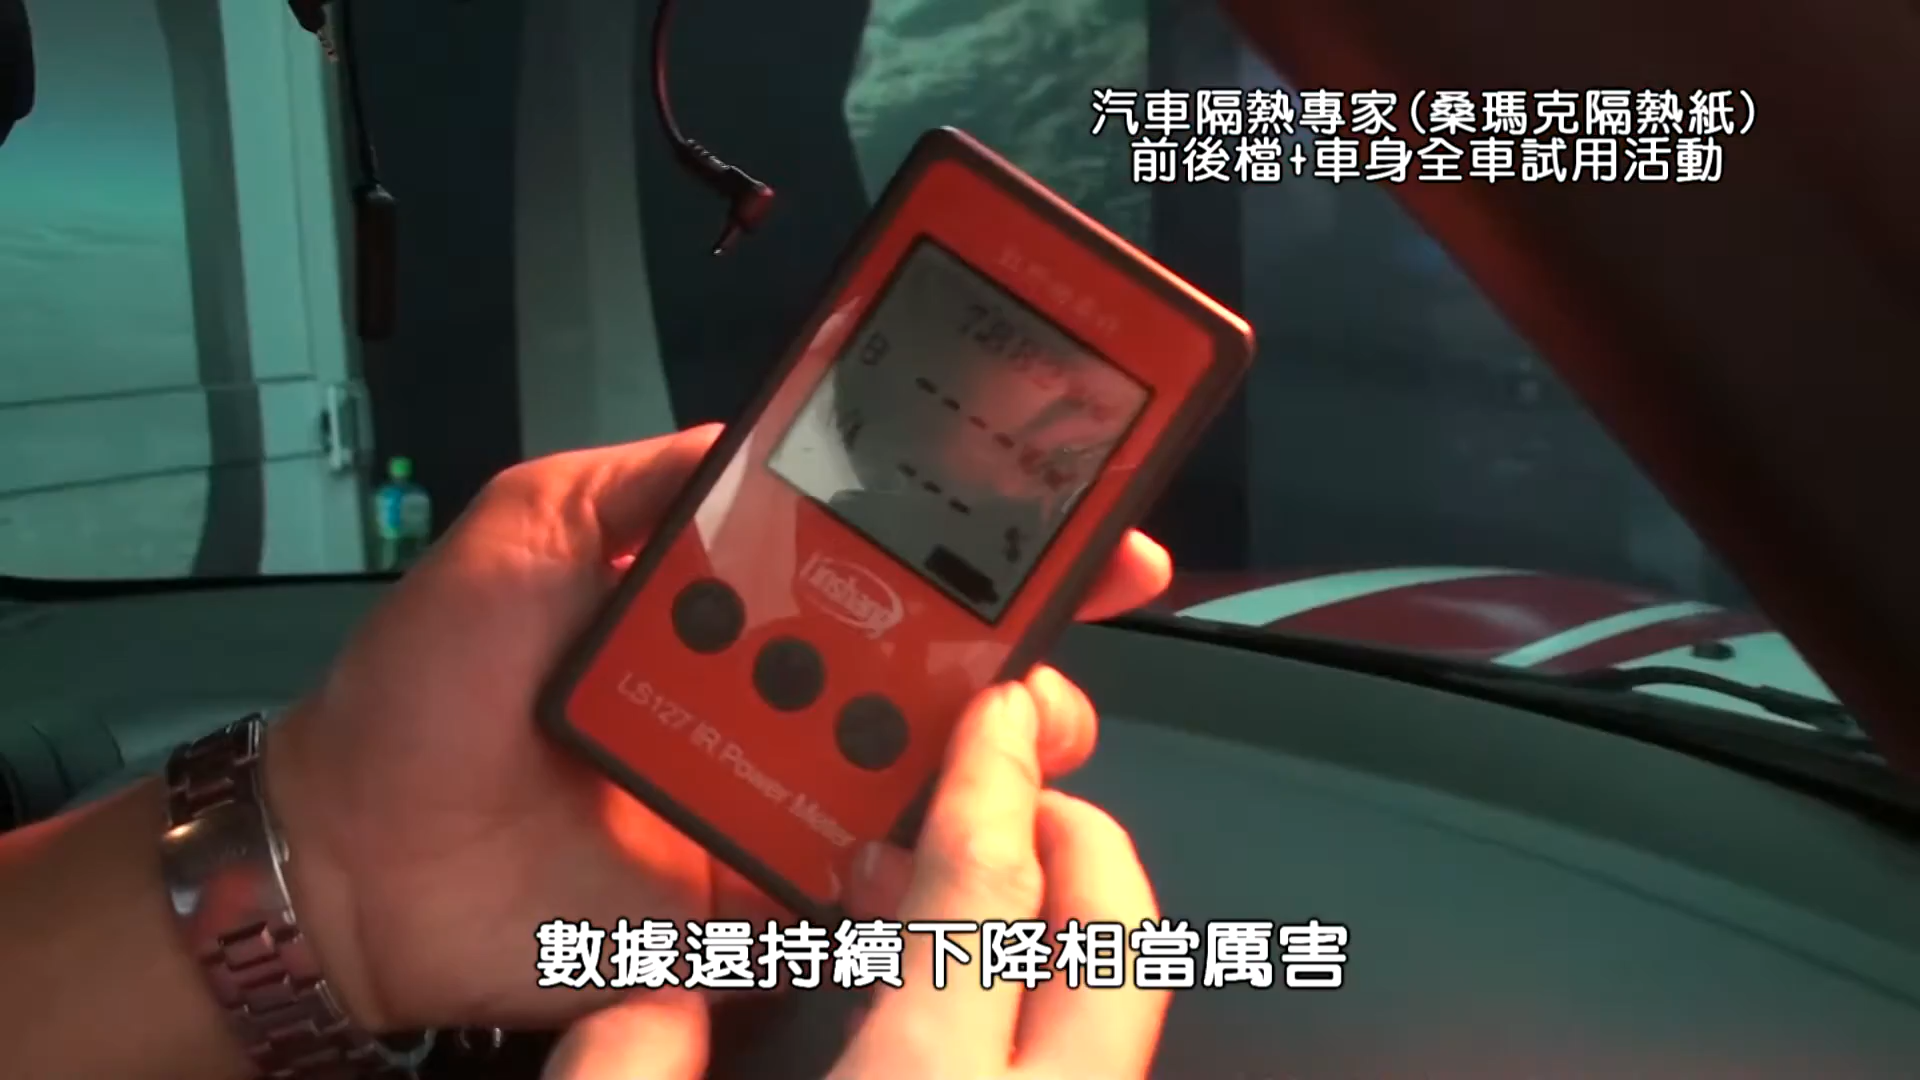 汽車隔熱專家(桑瑪克隔熱紙)
前後檔+車身全車試用活動
B
linshang
LS127 IR Power Meter
數據還持續下降相當厲害